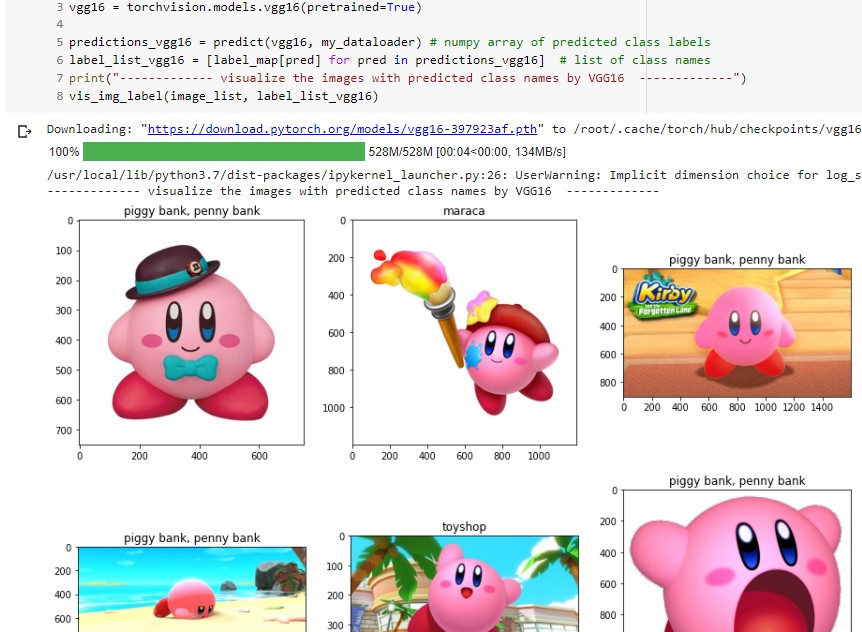 3 vgg16 = torchvision.models.vgg16(pretrained=True)
4
5 predictions_vgg16 = predict(vgg16, my_dataloader) # numpy array of predicted class labels
6 label_list_vgg16 = [label_map[pred] for pred in predictions_vgg16]  # list of class names
7 print("------------- visualize the images with predicted class names by VGG16  -------------")
8 vis_img_label(image_list, label_list_vgg16)
Downloading: "https://download.pytorch.org/models/vgg16-397923af.pth" to /root/.cache/torch/hub/checkpoints/vgg16
100% 528M/528M [00:04<00:00, 134MB/s]
/usr/local/lib/python3.7/dist-packages/ipykernel_launcher.py:26: UserWarning: Implicit dimension choice for log_s
------------- visualize the images with predicted class names by VGG16  -------------
piggy bank, penny bank
0
100
200
300
400
500
600
700
0 200 400 600
maraca
0
200
400
600
800
1000
0 200 400 600 800 1000
piggy bank, penny bank
0
200
400
600
800
Kirby
and the
Forgotten Land
0 200 400 600 800 1000 1200 1400
piggy bank, penny bank
0
200
400
600
toyshop
0
100
200
300
piggy bank, penny bank
0
200
400
600
800